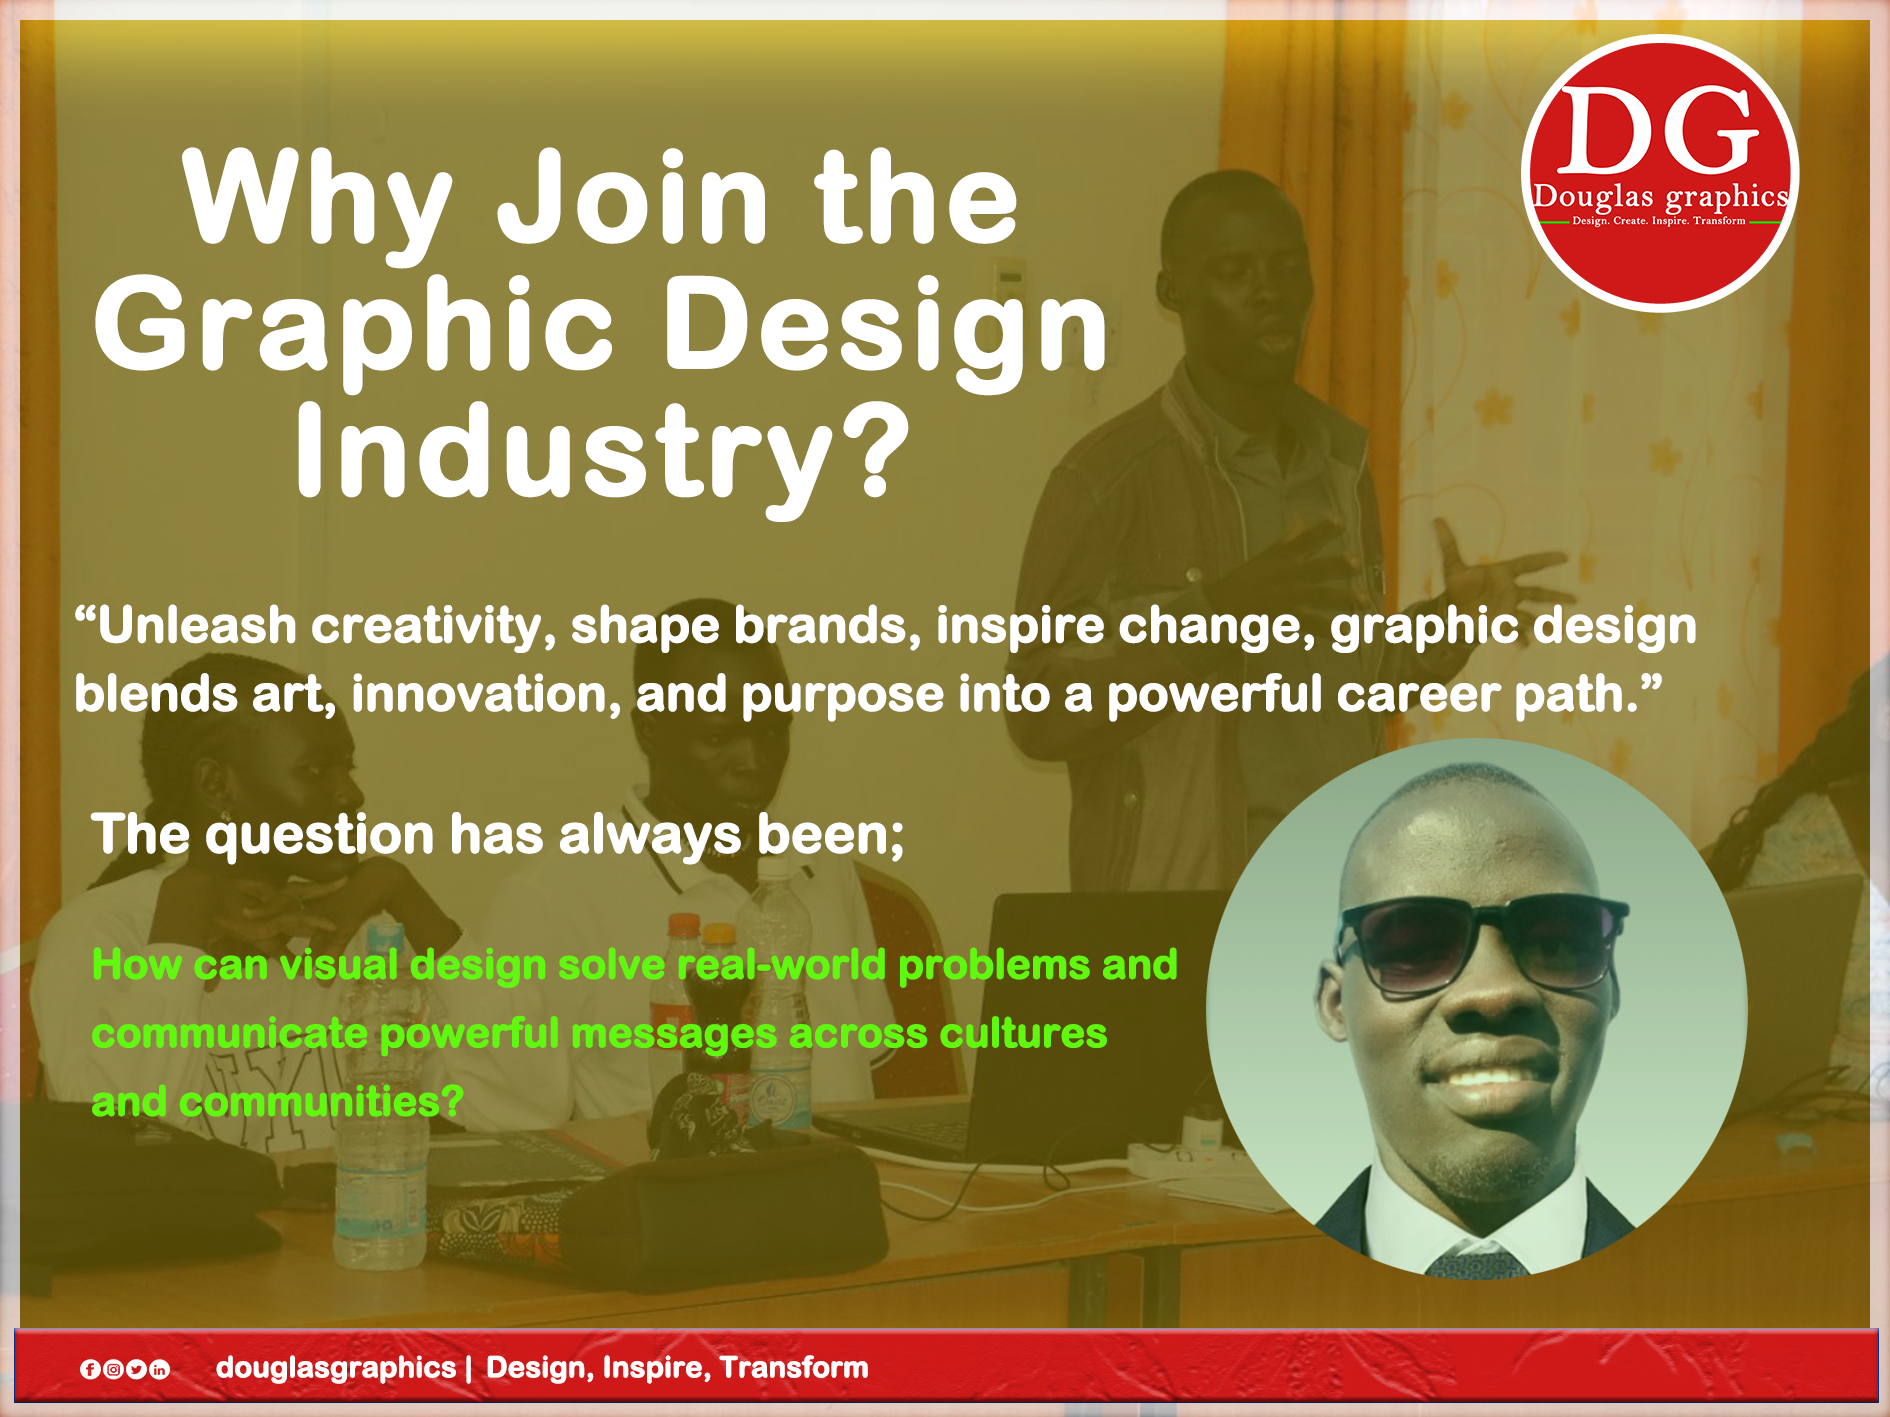 DG
Douglas graphics
Design. Create. Inspire. Transform
Why Join the
Graphic Design
Industry?
“Unleash creativity, shape brands, inspire change, graphic design
blends art, innovation, and purpose into a powerful career path.”
The question has always been;
How can visual design solve real-world problems and
communicate powerful messages across cultures
and communities?
douglasgraphics | Design, Inspire, Transform